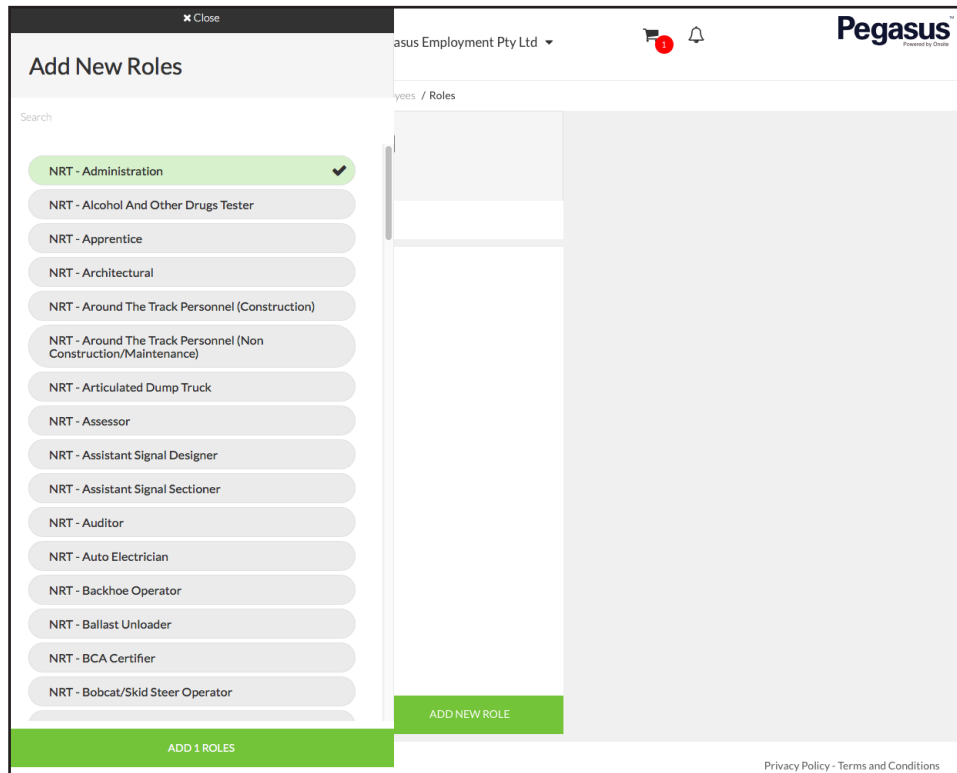 ✖ Close
Add New Roles
Search
NRT - Administration
NRT - Alcohol And Other Drugs Tester
NRT - Apprentice
NRT - Architectural
NRT - Around The Track Personnel (Construction)
NRT - Around The Track Personnel (Non
Construction/Maintenance)
NRT - Articulated Dump Truck
NRT - Assessor
NRT - Assistant Signal Designer
NRT - Assistant Signal Sectioner
NRT - Auditor
NRT - Auto Electrician
NRT - Backhoe Operator
NRT - Ballast Unloader
NRT - BCA Certifier
NRT - Bobcat/Skid Steer Operator
ADD 1 ROLES
asus Employment Pty Ltd
1
Pegasus™
Powered by Onsite
yees / Roles
ADD NEW ROLE
Privacy Policy - Terms and Conditions